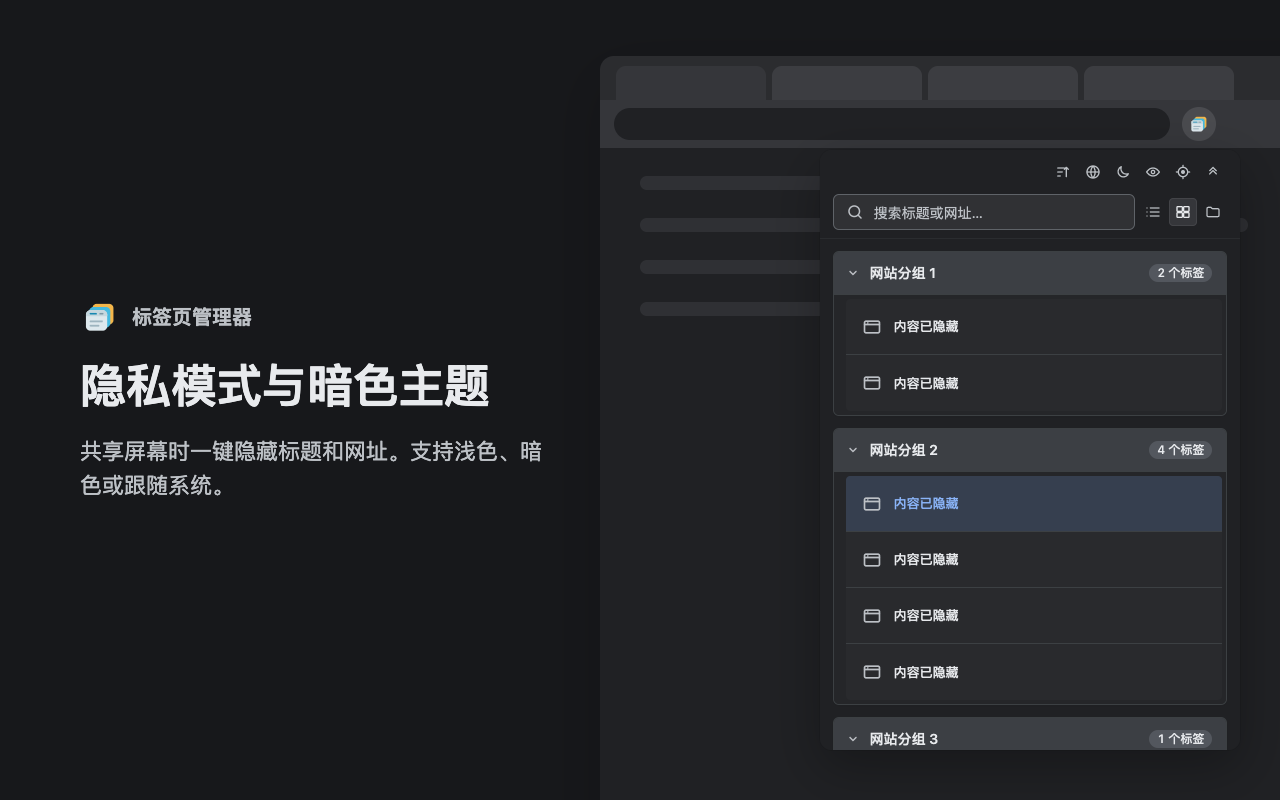 标签页管理器
隐私模式与暗色主题
共享屏幕时一键隐藏标题和网址。支持浅色、暗
色或跟随系统。
搜索标题或网址...
网站分组 1
2 个标签
内容已隐藏
内容已隐藏
网站分组 2
4 个标签
内容已隐藏
内容已隐藏
内容已隐藏
内容已隐藏
网站分组 3
1 个标签